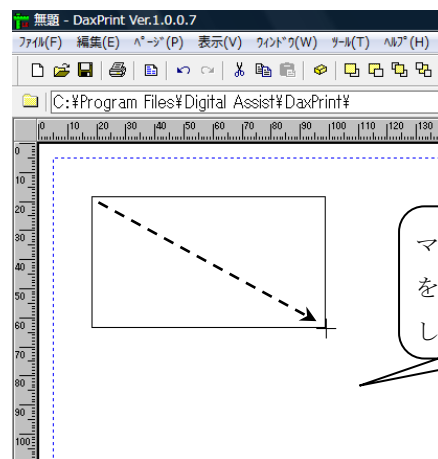 無題 - DaxPrint Ver.1.0.0.7
ﾌｧｲﾙ(F) 編集(E) ﾍﾟｰｼﾞ(P) 表示(V) ｳｨﾝﾄﾞｳ(W) ﾂｰﾙ(T) ﾍﾙﾌﾟ(H)
C:¥Program Files¥Digital Assist¥DaxPrint¥
0 10 20 30 40 50 60 70 80 90 100 110 120 130
0
10
20
30
40
50
60
70
80
90
100
マ
を
し